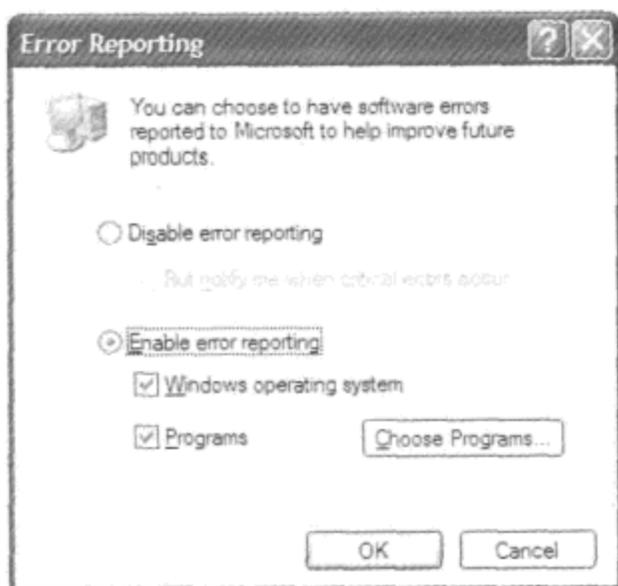 Error Reporting
You can choose to have software errors
reported to Microsoft to help improve future
products.
Disable error reporting
But notify me when critical errors occur
Enable error reporting
Windows operating system
Programs
Choose Programs...
OK
Cancel